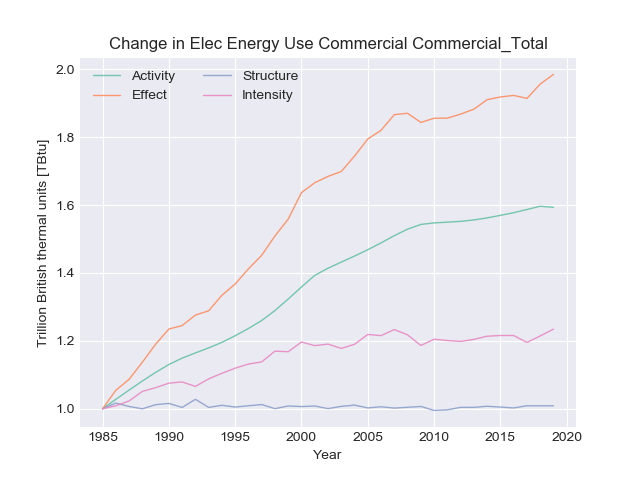 Change in Elec Energy Use Commercial Commercial_Total
Activity
Effect
Structure
Intensity
Trillion British thermal units [TBtu]
2.0
1.8
1.6
1.4
1.2
1.0
1985 1990 1995 2000 2005 2010 2015 2020
Year